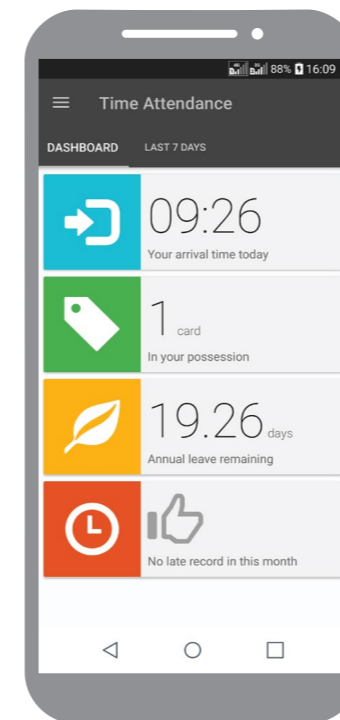 88% 16:09
Time Attendance
DASHBOARD LAST 7 DAYS
09:26
Your arrival time today
1 card
In your possession
19.26 days
Annual leave remaining
No late record in this month